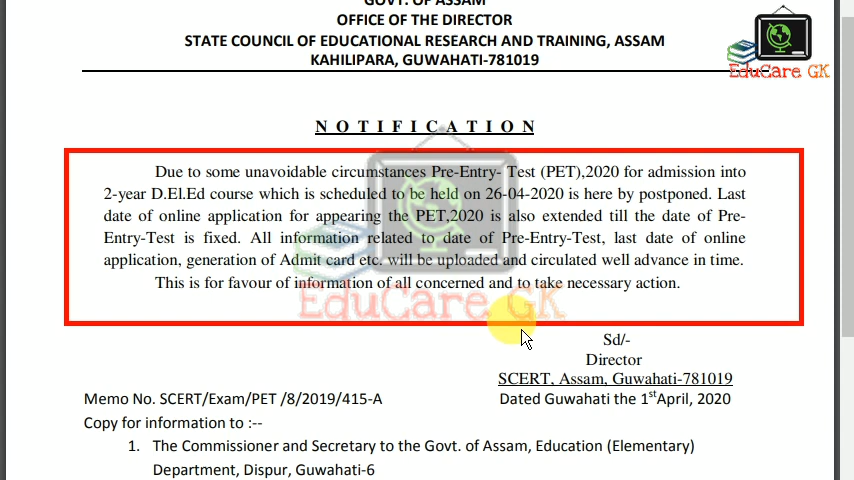 GOVT. OF ASSAM
OFFICE OF THE DIRECTOR
STATE COUNCIL OF EDUCATIONAL RESEARCH AND TRAINING, ASSAM
KAHILIPARA, GUWAHATI-781019
EduCare GK
NOTIFICATION
Due to some unavoidable circumstances Pre-Entry- Test (PET),2020 for admission into
2-year D.El.Ed course which is scheduled to be held on 26-04-2020 is here by postponed. Last
date of online application for appearing the PET,2020 is also extended till the date of Pre-
Entry-Test is fixed. All information related to date of Pre-Entry-Test, last date of online
application, generation of Admit card etc. will be uploaded and circulated well advance in time.
This is for favour of information of all concerned and to take necessary action.
EduCare GK
Sd/-
Director
SCERT, Assam, Guwahati-781019
Memo No. SCERT/Exam/PET /8/2019/415-A Dated Guwahati the 1stApril, 2020
Copy for information to :--
1. The Commissioner and Secretary to the Govt. of Assam, Education (Elementary)
Department, Dispur, Guwahati-6